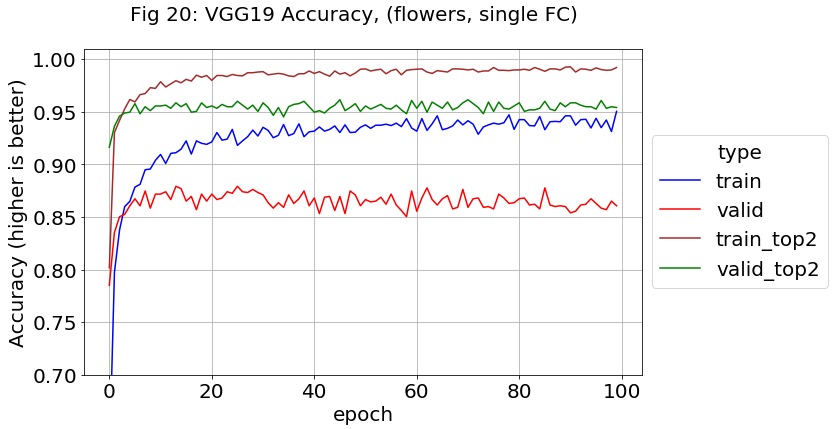 Fig 20: VGG19 Accuracy, (flowers, single FC)
Accuracy (higher is better)
1.00
0.95
0.90
0.85
0.80
0.75
0.70
0
20
40
60
80
100
epoch
type
train
valid
train_top2
valid_top2